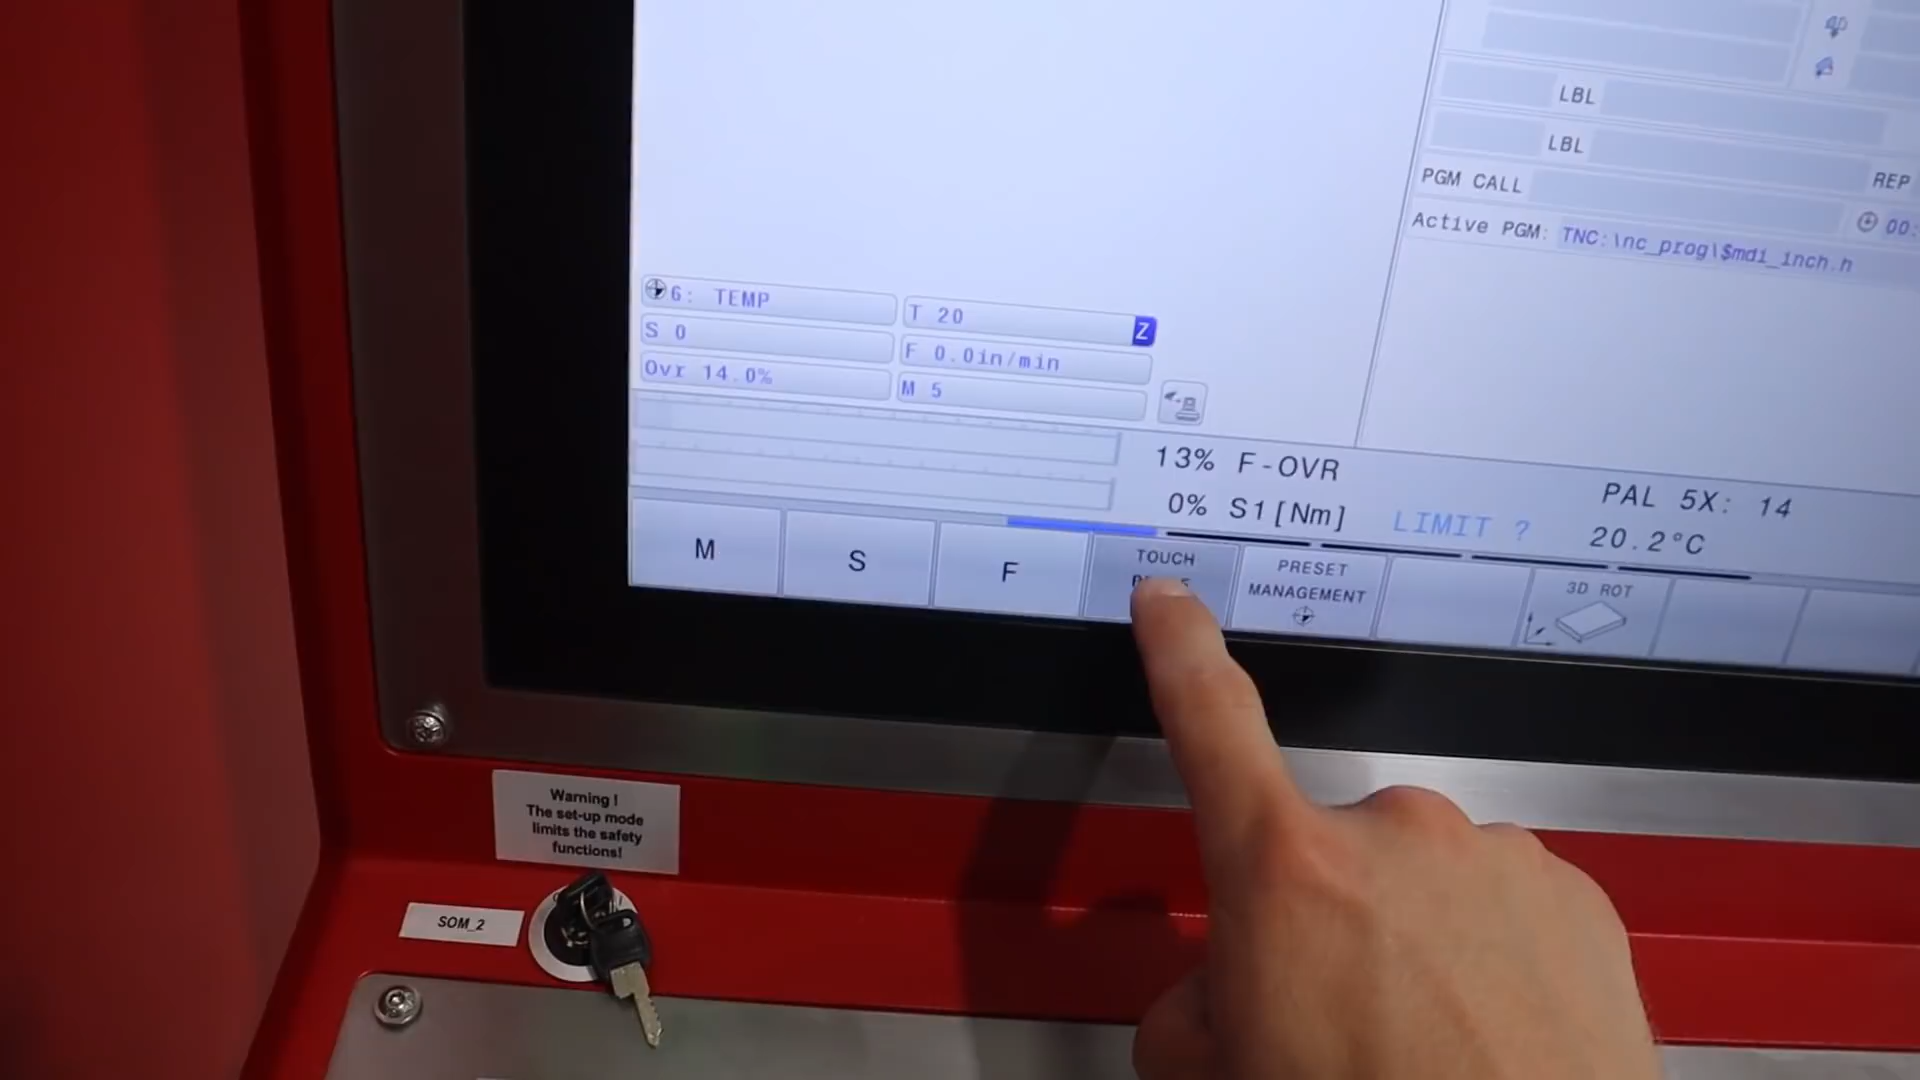 LBL
LBL
REP
PGM CALL
00:
Active PGM: TNC:\nc_prog\$mdi_inch.h
6: TEMP
T 20
Z
S 0
F 0.0in/min
Ovr 14.0%
M 5
13% F-OVR
0% S1[Nm]
LIMIT ?
PAL 5X: 14
20.2°C
M
S
F
TOUCH
PRESET
MANAGEMENT
3D ROT
Warning !
The set-up mode
limits the safety
functions!
SOM_2